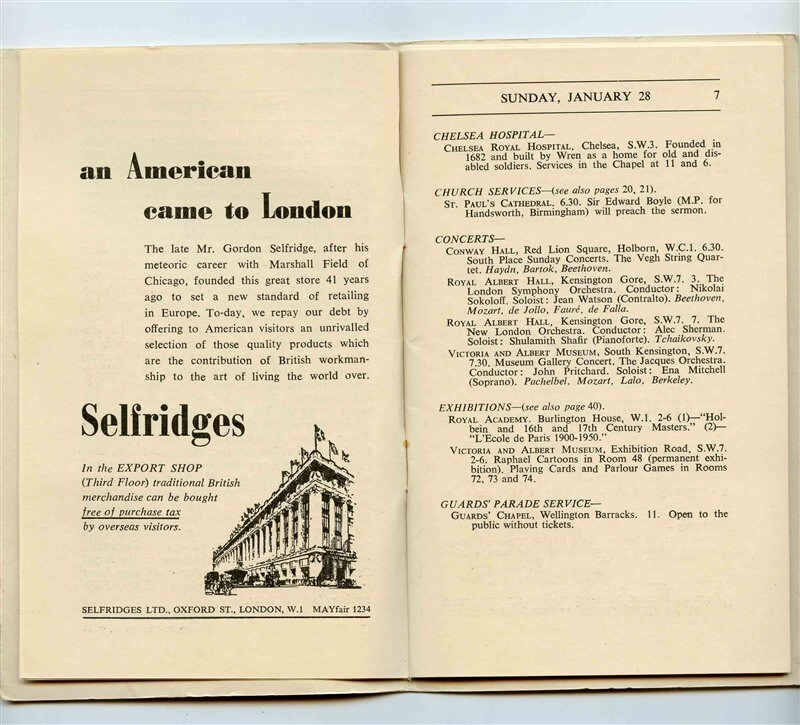 an American
came to London
The late Mr. Gordon Selfridge, after his
meteoric career with Marshall Field of
Chicago, founded this great store 41 years
ago to set a new standard of retailing
in Europe. To-day, we repay our debt by
offering to American visitors an unrivalled
selection of those quality products which
are the contribution of British workman-
ship to the art of living the world over.
Selfridges
In the EXPORT SHOP
(Third Floor) traditional British
merchandise can be bought
free of purchase tax
by overseas visitors.
SELFRIDGES LTD., OXFORD ST., LONDON, W.1 MAYfair 1234
SUNDAY, JANUARY 28 7
CHELSEA HOSPITAL—
CHELSEA ROYAL HOSPITAL, Chelsea, S.W.3. Founded in
1682 and built by Wren as a home for old and dis-
abled soldiers. Services in the Chapel at 11 and 6.
CHURCH SERVICES—(see also pages 20, 21).
ST. PAUL'S CATHEDRAL, 6.30. Sir Edward Boyle (M.P. for
Handsworth, Birmingham) will preach the sermon.
CONCERTS—
CONWAY HALL, Red Lion Square, Holborn, W.C.1. 6.30.
South Place Sunday Concerts. The Vegh String Quar-
tet. Haydn, Bartok, Beethoven.
ROYAL ALBERT HALL, Kensington Gore, S.W.7. 3. The
London Symphony Orchestra. Conductor: Nikolai
Sokoloff. Soloist: Jean Watson (Contralto). Beethoven,
Mozart, de Jollo, Fauré, de Falla.
ROYAL ALBERT HALL, Kensington Gore, S.W.7. 7. The
New London Orchestra. Conductor: Alec Sherman.
Soloist: Shulamith Shafir (Pianoforte). Tchaikovsky.
VICTORIA AND ALBERT MUSEUM, South Kensington, S.W.7.
7.30. Museum Gallery Concert. The Jacques Orchestra.
Conductor: John Pritchard. Soloist: Ena Mitchell
(Soprano). Pachelbel, Mozart, Lalo, Berkeley.
EXHIBITIONS—(see also page 40).
ROYAL ACADEMY. Burlington House, W.1. 2-6 (1)—"Hol-
bein and 16th and 17th Century Masters." (2)—
"L'Ecole de Paris 1900-1950."
VICTORIA AND ALBERT MUSEUM, Exhibition Road, S.W.7.
2-6. Raphael Cartoons in Room 48 (permanent exhi-
bition). Playing Cards and Parlour Games in Rooms
72, 73 and 74.
GUARDS' PARADE SERVICE—
GUARDS' CHAPEL, Wellington Barracks. 11. Open to the
public without tickets.